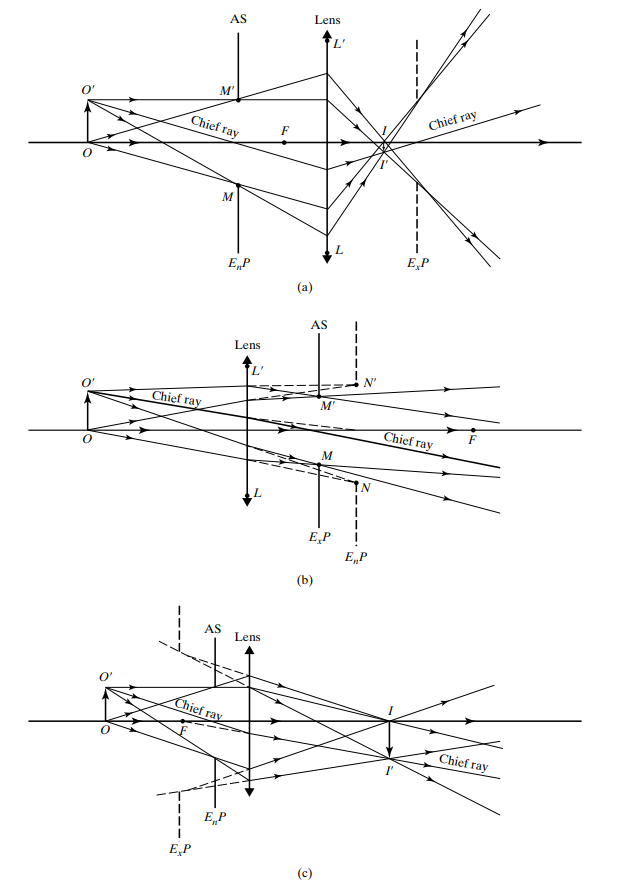 AS
Lens
L'
O'
M'
Chief ray
F
I
Chief ray
O
I'
M
L
EₙP
EₓP
(a)
AS
Lens
L'
O'
N'
Chief ray
M'
O
Chief ray
F
M
L
N
EₓP
EₙP
(b)
AS
Lens
O'
Chief ray
I
O
F
Chief ray
I'
EₙP
EₓP
(c)